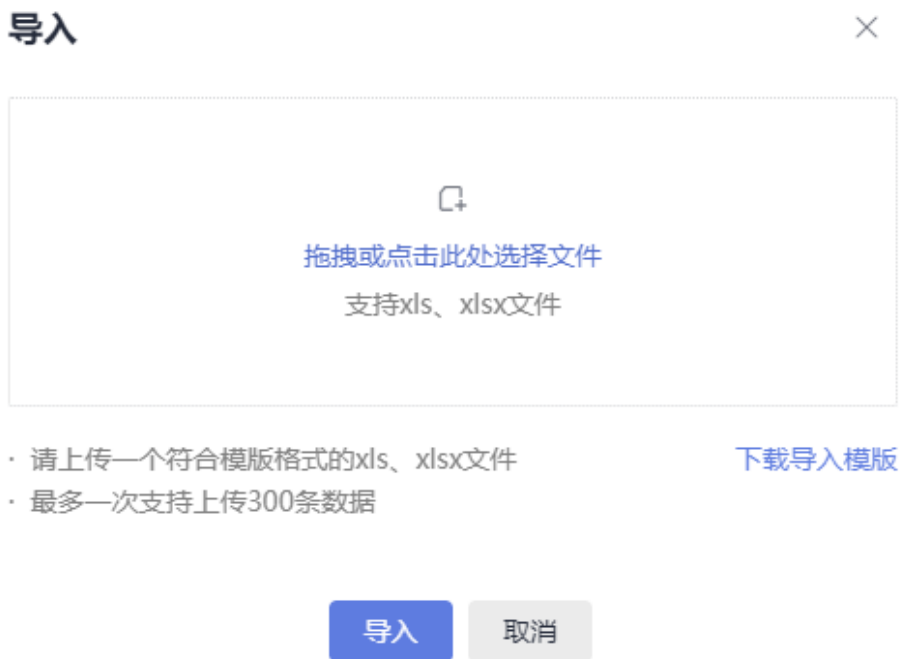 导入
拖拽或点击此处选择文件
支持xls、xlsx文件
· 请上传一个符合模版格式的xls、xlsx文件
下载导入模版
· 最多一次支持上传300条数据
导入
取消